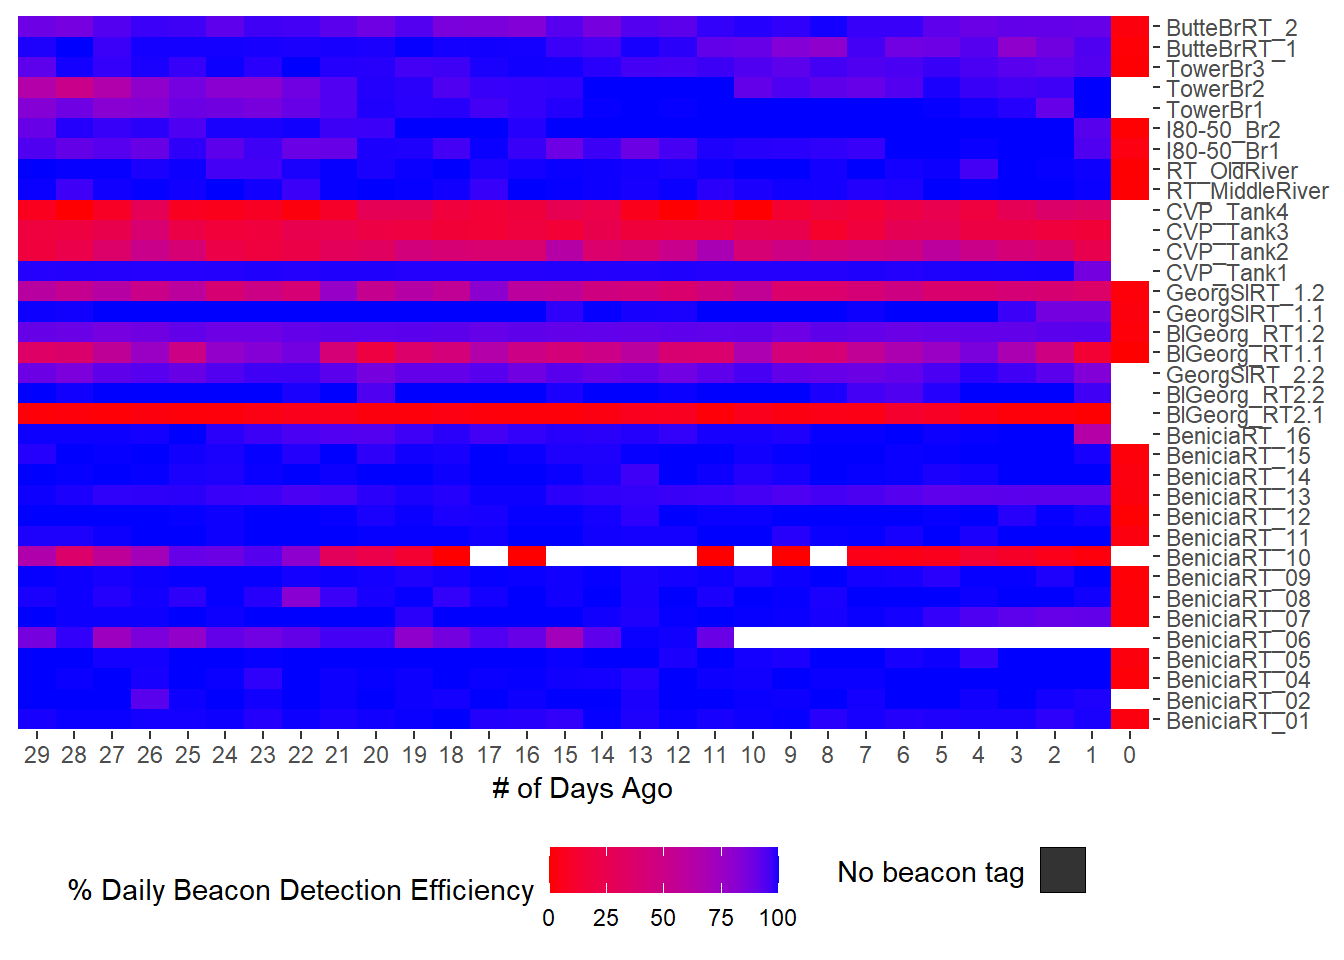 ButteBrRT_2
ButteBrRT_1
TowerBr3
TowerBr2
TowerBr1
I80-50_Br2
I80-50_Br1
RT_OldRiver
RT_MiddleRiver
CVP_Tank4
CVP_Tank3
CVP_Tank2
CVP_Tank1
GeorgSlRT_1.2
GeorgSlRT_1.1
BlGeorg_RT1.2
BlGeorg_RT1.1
GeorgSlRT_2.2
BlGeorg_RT2.2
BlGeorg_RT2.1
BeniciaRT_16
BeniciaRT_15
BeniciaRT_14
BeniciaRT_13
BeniciaRT_12
BeniciaRT_11
BeniciaRT_10
BeniciaRT_09
BeniciaRT_08
BeniciaRT_07
BeniciaRT_06
BeniciaRT_05
BeniciaRT_04
BeniciaRT_02
BeniciaRT_01
29 28 27 26 25 24 23 22 21 20 19 18 17 16 15 14 13 12 11 10 9 8 7 6 5 4 3 2 1 0
# of Days Ago
% Daily Beacon Detection Efficiency
0 25 50 75 100
No beacon tag